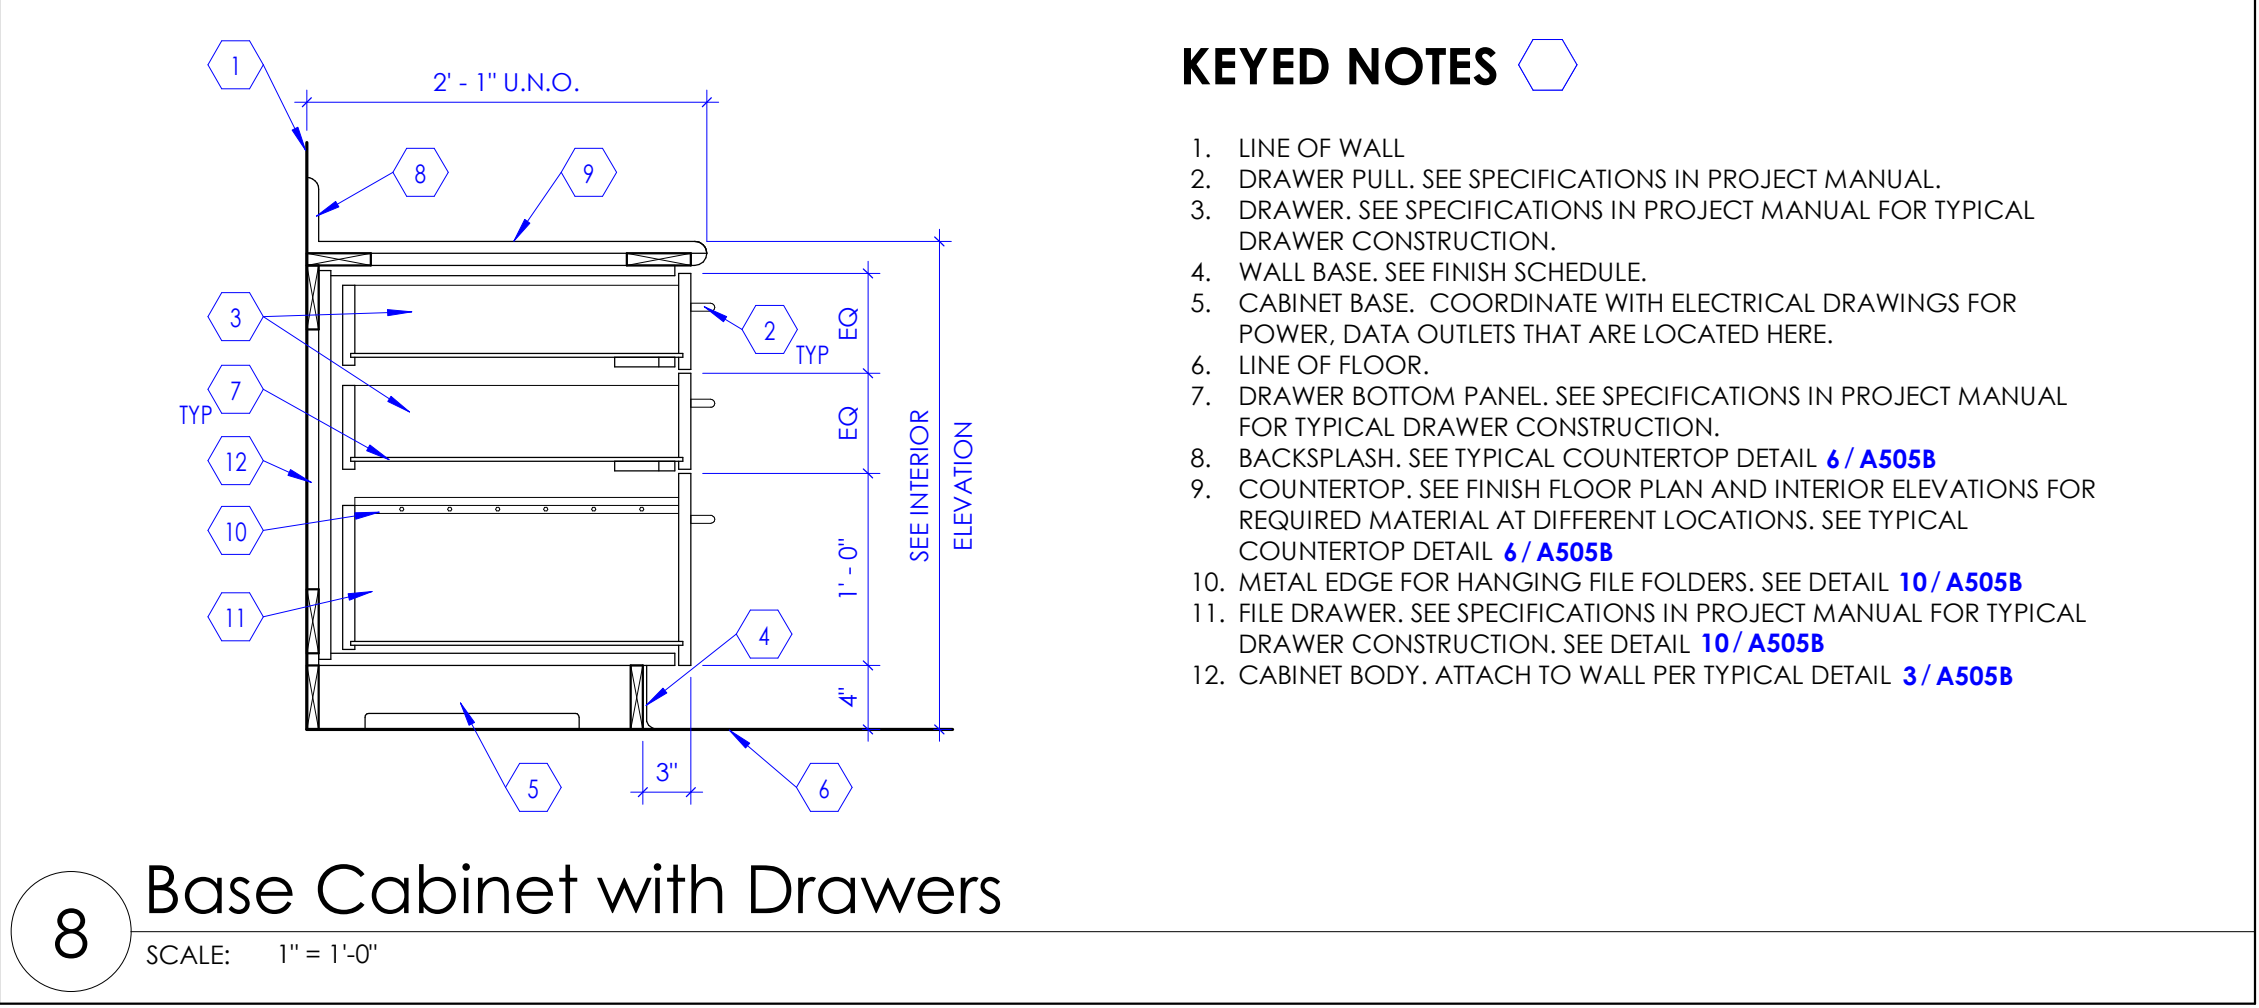 1
2' - 1" U.N.O.
8
9
3
2
TYP
EQ
7
TYP
EQ
12
SEE INTERIOR
ELEVATION
10
1' - 0"
11
4
4"
3"
5
6
KEYED NOTES
1. LINE OF WALL
2. DRAWER PULL. SEE SPECIFICATIONS IN PROJECT MANUAL.
3. DRAWER. SEE SPECIFICATIONS IN PROJECT MANUAL FOR TYPICAL
DRAWER CONSTRUCTION.
4. WALL BASE. SEE FINISH SCHEDULE.
5. CABINET BASE. COORDINATE WITH ELECTRICAL DRAWINGS FOR
POWER, DATA OUTLETS THAT ARE LOCATED HERE.
6. LINE OF FLOOR.
7. DRAWER BOTTOM PANEL. SEE SPECIFICATIONS IN PROJECT MANUAL
FOR TYPICAL DRAWER CONSTRUCTION.
8. BACKSPLASH. SEE TYPICAL COUNTERTOP DETAIL 6 / A505B
9. COUNTERTOP. SEE FINISH FLOOR PLAN AND INTERIOR ELEVATIONS FOR
REQUIRED MATERIAL AT DIFFERENT LOCATIONS. SEE TYPICAL
COUNTERTOP DETAIL 6 / A505B
10. METAL EDGE FOR HANGING FILE FOLDERS. SEE DETAIL 10 / A505B
11. FILE DRAWER. SEE SPECIFICATIONS IN PROJECT MANUAL FOR TYPICAL
DRAWER CONSTRUCTION. SEE DETAIL 10 / A505B
12. CABINET BODY. ATTACH TO WALL PER TYPICAL DETAIL 3 / A505B
8
Base Cabinet with Drawers
SCALE: 1" = 1'-0"